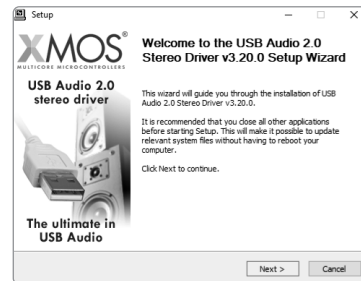 Setup
XMOS®
MULTICORE MICROCONTROLLERS
USB Audio 2.0
stereo driver
The ultimate in
USB Audio
Welcome to the USB Audio 2.0
Stereo Driver v3.20.0 Setup Wizard
This wizard will guide you through the installation of USB
Audio 2.0 Stereo Driver v3.20.0.
It is recommended that you close all other applications
before starting Setup. This will make it possible to update
relevant system files without having to reboot your
computer.
Click Next to continue.
Next >
Cancel